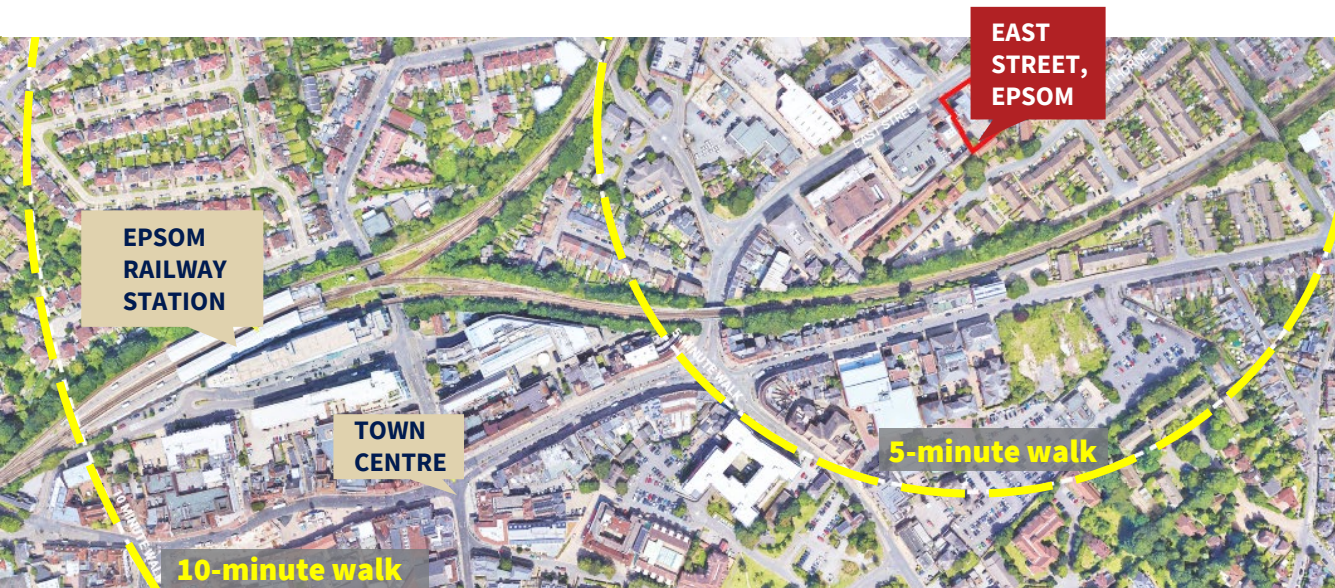 EAST
STREET,
EPSOM
EAST STREET
EPSOM
RAILWAY
STATION
5 MINUTE WALK
TOWN
CENTRE
5-minute walk
10 MINUTE WALK
10-minute walk